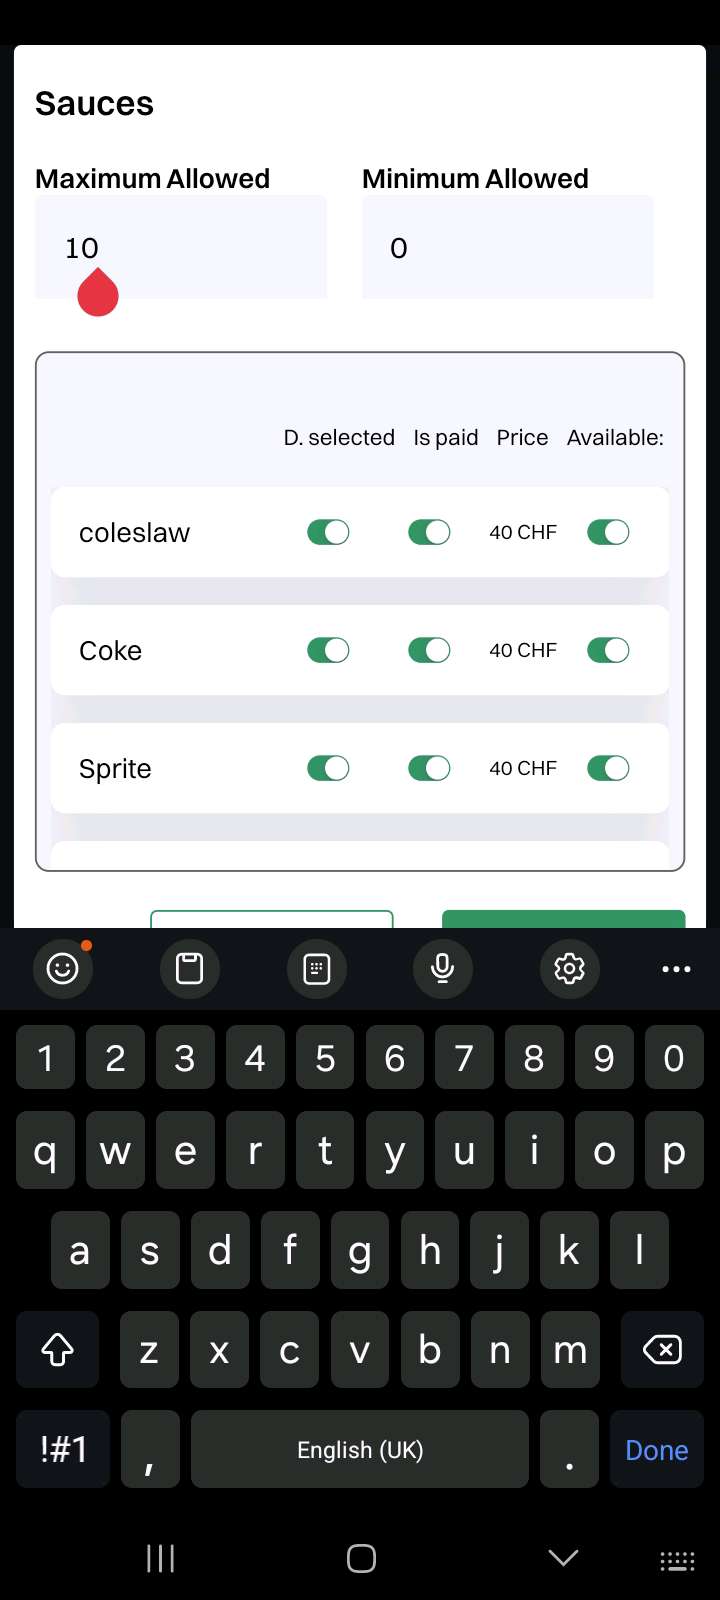 Sauces
Maximum Allowed Minimum Allowed
10 0
D. selected Is paid Price Available:
coleslaw 40 CHF
Coke 40 CHF
Sprite 40 CHF
1 2 3 4 5 6 7 8 9 0
q w e r t y u i o p
a s d f g h j k l
z x c v b n m
!#1 , English (UK) . Done